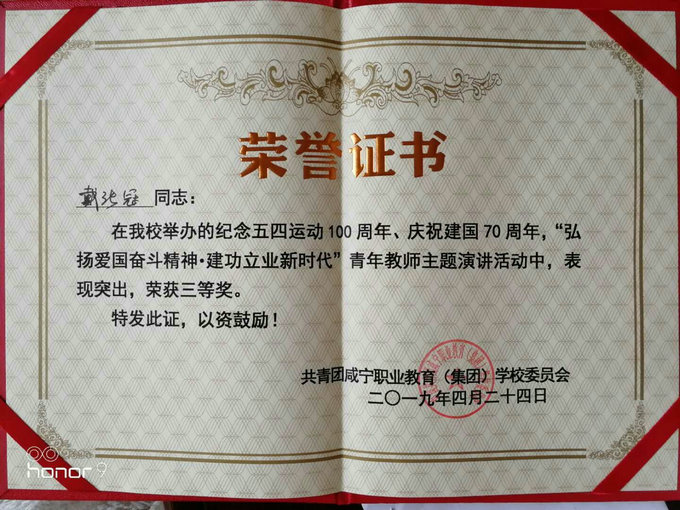 荣誉证书
戴张冠 同志：
在我校举办的纪念五四运动100周年、庆祝建国70周年，“弘
扬爱国奋斗精神·建功立业新时代”青年教师主题演讲活动中，表
现突出，荣获三等奖。
特发此证，以资鼓励！
共青团咸宁职业教育（集团）学校委员会
二〇一九年四月二十四日
honor 9